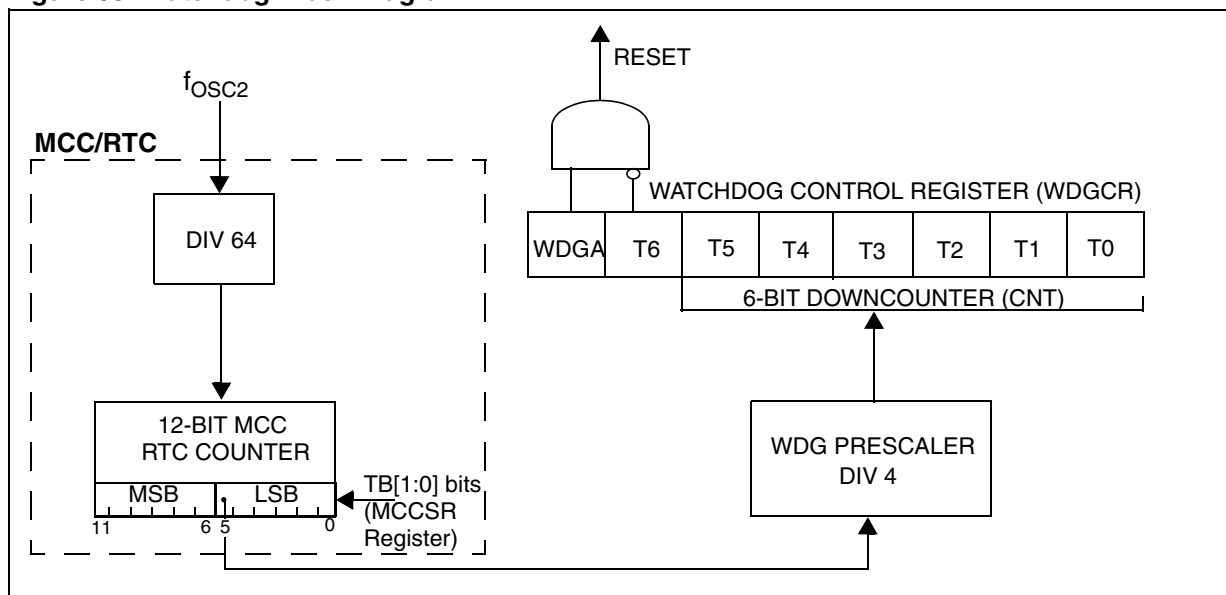 RESET
fOSC2
MCC/RTC
DIV 64
WATCHDOG CONTROL REGISTER (WDGCR)
WDGA T6 T5 T4 T3 T2 T1 T0
6-BIT DOWNCOUNTER (CNT)
12-BIT MCC
RTC COUNTER
MSB LSB
11 6 5 0
TB[1:0] bits
(MCCSR
Register)
WDG PRESCALER
DIV 4